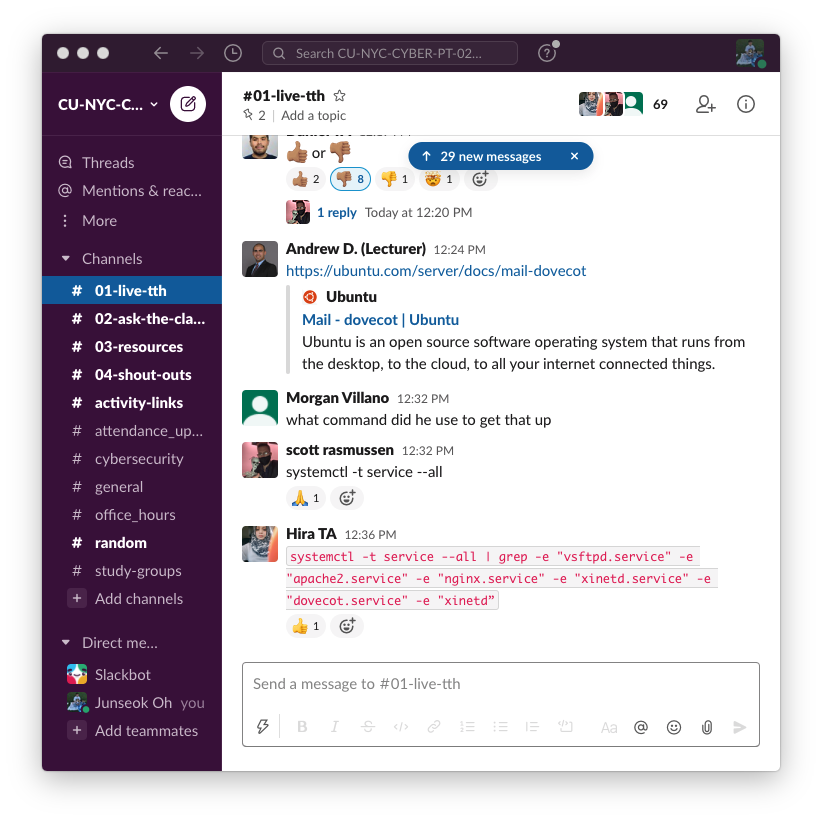 Search CU-NYC-CYBER-PT-02...
CU-NYC-C...
Threads
@ Mentions & reac...
More
Channels
# 01-live-tth
# 02-ask-the-cla...
# 03-resources
# 04-shout-outs
# activity-links
# attendance_up...
# cybersecurity
# general
# office_hours
# random
# study-groups
+ Add channels
Direct me...
Slackbot
Junseok Oh you
+ Add teammates
#01-live-tth
2 | Add a topic
69
29 new messages
or
2 8 1 1
1 reply Today at 12:20 PM
Andrew D. (Lecturer) 12:24 PM
https://ubuntu.com/server/docs/mail-dovecot
Ubuntu
Mail - dovecot | Ubuntu
Ubuntu is an open source software operating system that runs from
the desktop, to the cloud, to all your internet connected things.
Morgan Villano 12:32 PM
what command did he use to get that up
scott rasmussen 12:32 PM
systemctl -t service --all
1
Hira TA 12:36 PM
systemctl -t service --all | grep -e "vsftpd.service" -e
"apache2.service" -e "nginx.service" -e "xinetd.service" -e
"dovecot.service" -e "xinetd”
1
Send a message to #01-live-tth
B I S </> Aa @